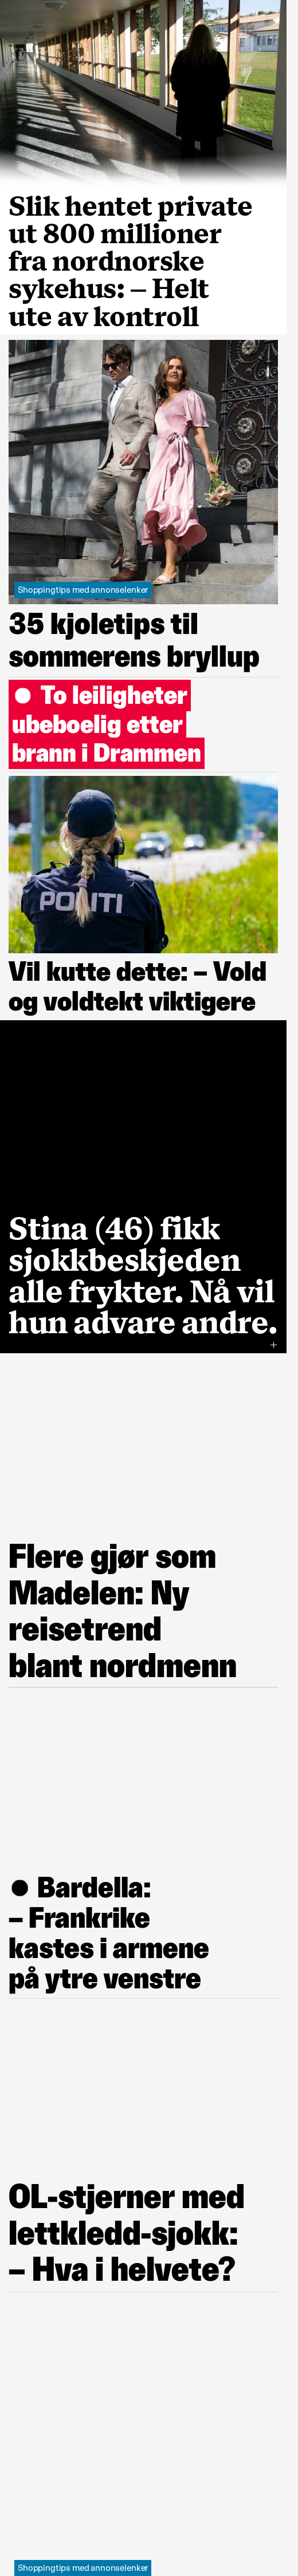 Slik hentet private
ut 800 millioner
fra nordnorske
sykehus: – Helt
ute av kontroll
Shoppingtips med annonselenker
35 kjoletips til
sommerens bryllup
To leiligheter
ubeboelig etter
brann i Drammen
POLITI
Vil kutte dette: – Vold
og voldtekt viktigere
Stina (46) fikk
sjokkbeskjeden
alle frykter. Nå vil
hun advare andre.
+
Flere gjør som
Madelen: Ny
reisetrend
blant nordmenn
Bardella:
– Frankrike
kastes i armene
på ytre venstre
OL-stjerner med
lettkledd-sjokk:
– Hva i helvete?
Shoppingtips med annonselenker